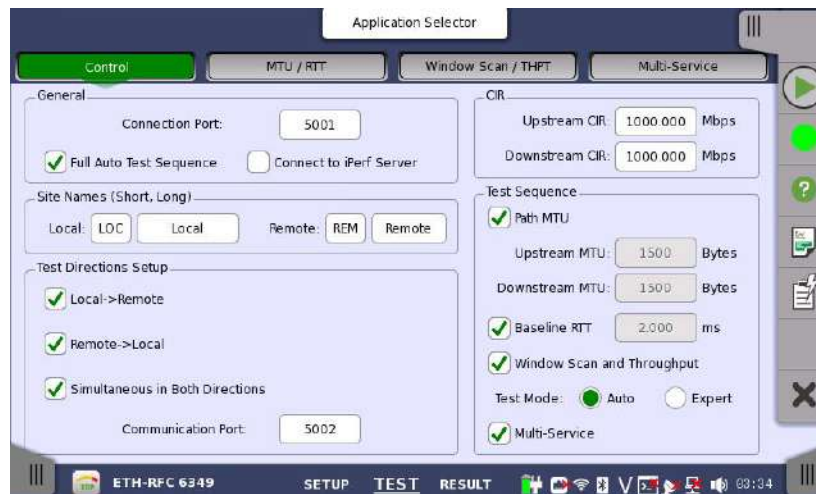 Application Selector
Control
MTU / RTT
Window Scan / THPT
Multi-Service
General
Connection Port:
5001
Full Auto Test Sequence
Connect to iPerf Server
CIR
Upstream CIR:
1000.000
Mbps
Downstream CIR:
1000.000
Mbps
Site Names (Short, Long)
Local:
LOC
Local
Remote:
REM
Remote
Test Directions Setup
Local->Remote
Remote->Local
Simultaneous in Both Directions
Communication Port:
5002
Test Sequence
Path MTU
Upstream MTU:
1500
Bytes
Downstream MTU:
1500
Bytes
Baseline RTT
2.000
ms
Window Scan and Throughput
Test Mode:
Auto
Expert
Multi-Service
ETH-RFC 6349
SETUP
TEST
RESULT
V
03:34